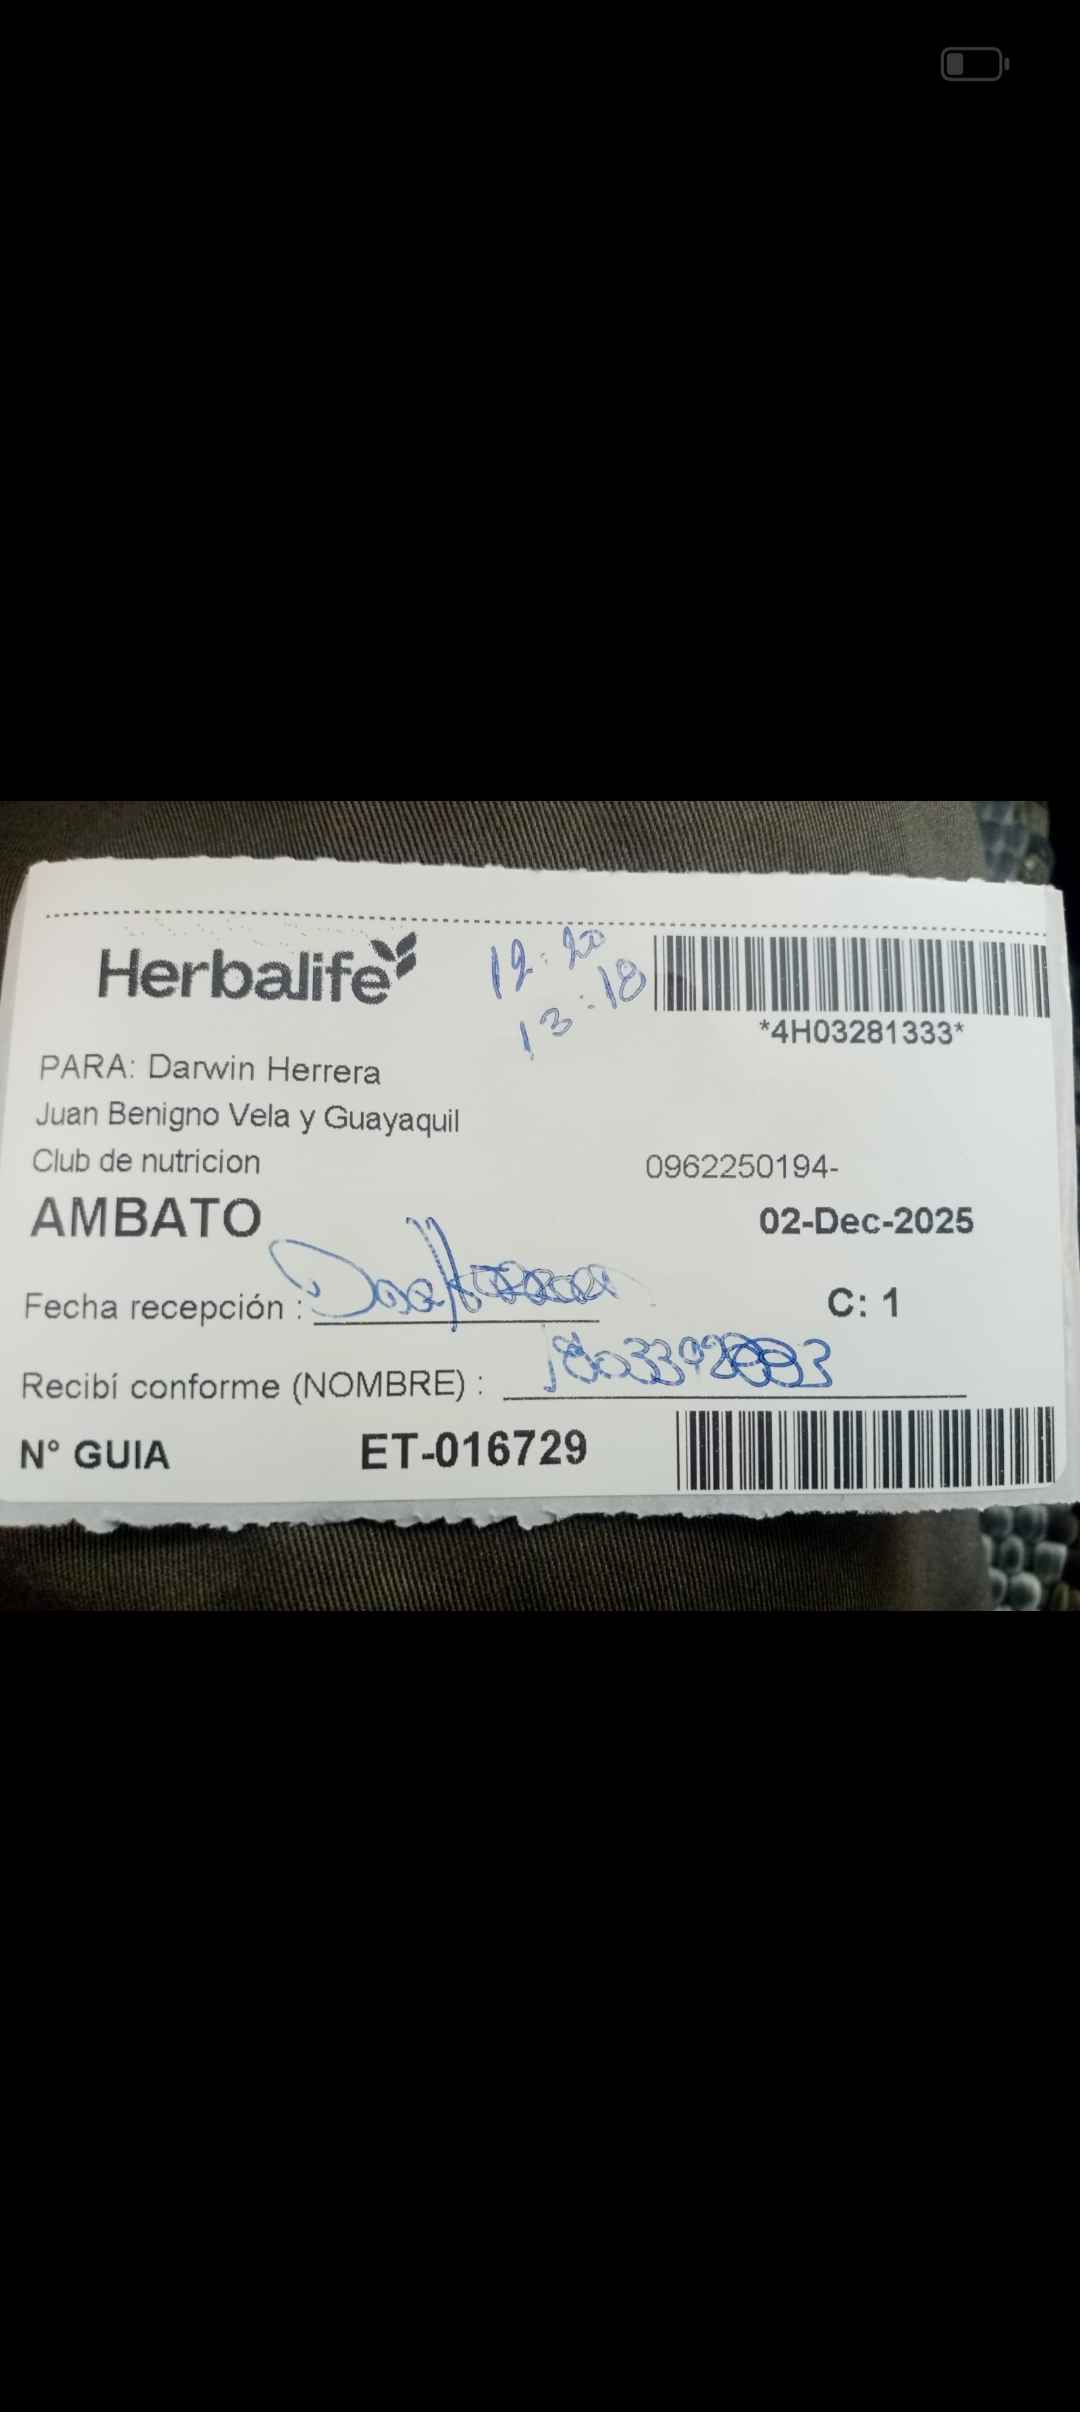 Herbalife
12:20
13:18
*4H03281333*
PARA: Darwin Herrera
Juan Benigno Vela y Guayaquil
Club de nutricion
0962250194-
AMBATO
02-Dec-2025
Fecha recepción :
C: 1
Recibí conforme (NOMBRE) :
N° GUIA ET-016729